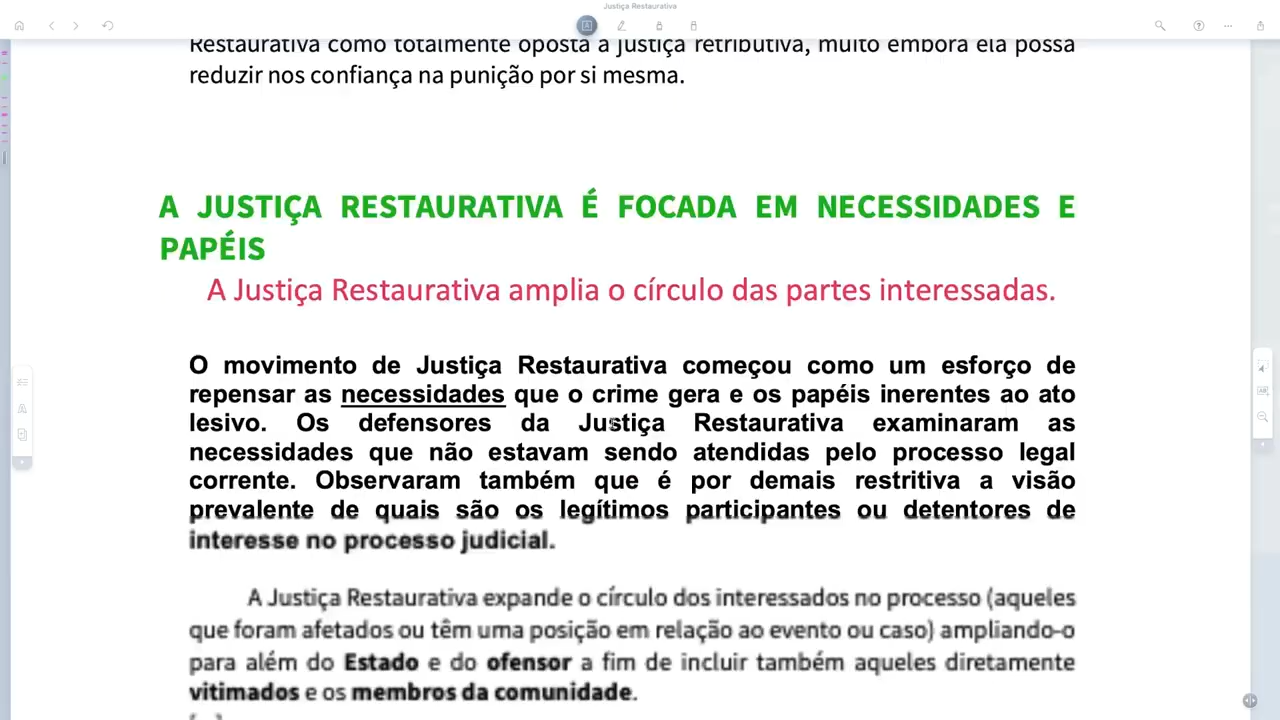 Justiça Restaurativa
Restaurativa como totalmente oposta à justiça retributiva, muito embora ela possa
reduzir nos confiança na punição por si mesma.
A JUSTIÇA RESTAURATIVA É FOCADA EM NECESSIDADES E
PAPÉIS
A Justiça Restaurativa amplia o círculo das partes interessadas.
O movimento de Justiça Restaurativa começou como um esforço de
repensar as necessidades que o crime gera e os papéis inerentes ao ato
lesivo. Os defensores da Justiça Restaurativa examinaram as
necessidades que não estavam sendo atendidas pelo processo legal
corrente. Observaram também que é por demais restritiva a visão
prevalente de quais são os legítimos participantes ou detentores de
interesse no processo judicial.
A Justiça Restaurativa expande o círculo dos interessados no processo (aqueles
que foram afetados ou têm uma posição em relação ao evento ou caso) ampliando-o
para além do Estado e do ofensor a fim de incluir também aqueles diretamente
vitimados e os membros da comunidade.